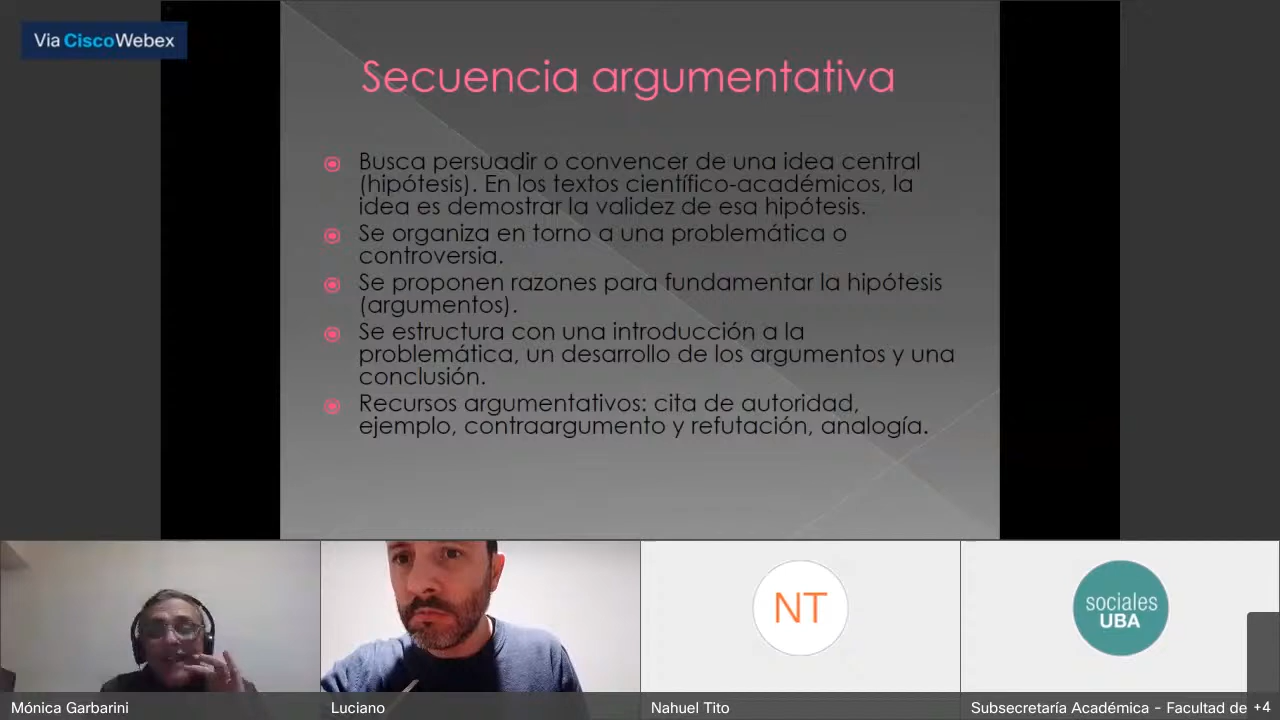 Via Cisco Webex
Secuencia argumentativa
Busca persuadir o convencer de una idea central
(hipótesis). En los textos científico-académicos, la
idea es demostrar la validez de esa hipótesis.
Se organiza en torno a una problemática o
controversia.
Se proponen razones para fundamentar la hipótesis
(argumentos).
Se estructura con una introducción a la
problemática, un desarrollo de los argumentos y una
conclusión.
Recursos argumentativos: cita de autoridad,
ejemplo, contraargumento y refutación, analogía.
NT
sociales
UBA
Mónica Garbarini
Luciano
Nahuel Tito
Subsecretaría Académica - Facultad de +4